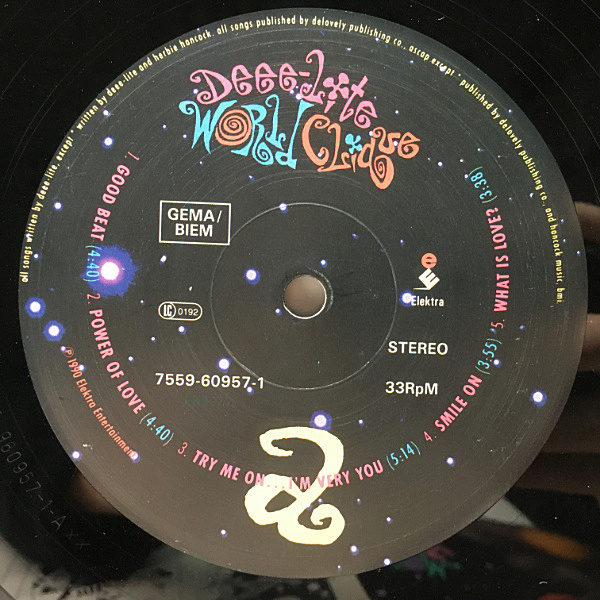 Deee-Lite
World Clique
all songs written by deee-lite, except - written by deee-lite and herbie hancock. all songs published by delovely publishing co., ascap except - published by delovely publishing co., and hancock music, bmi.
GEMA/
BIEM
LC 0192
7559-60957-1
e
Elektra
STEREO
33RpM
1. GOOD BEAT (4:40)
2. POWER OF LOVE (4:40)
3. TRY ME ON...I'M VERY YOU (5:14)
4. SMILE ON (3:55)
5. WHAT IS LOVE? (3:38)
℗ 1990 Elektra Entertainment
a
960957-1-A